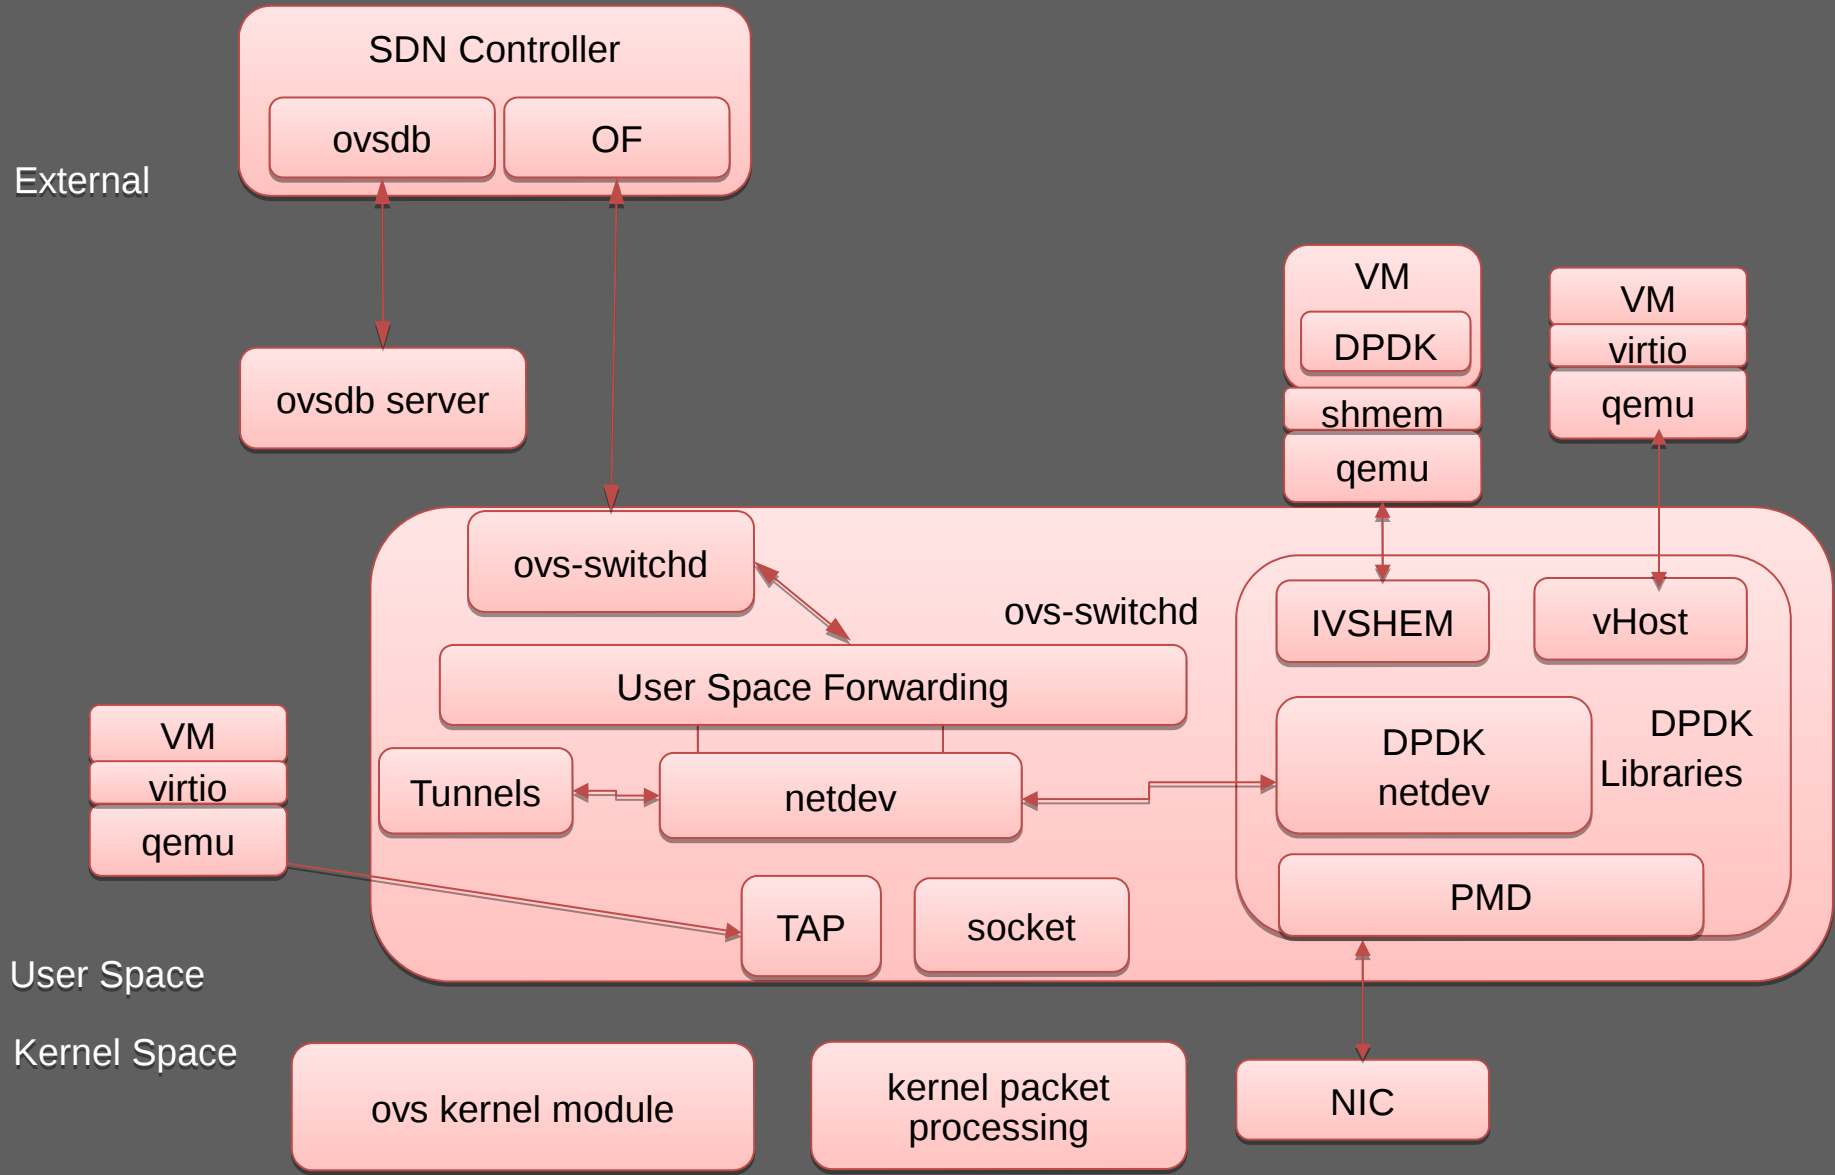 SDN Controller
ovsdb
OF
External
VM
DPDK
shmem
qemu
VM
virtio
qemu
ovsdb server
ovs-switchd
ovs-switchd
IVSHEM
vHost
User Space Forwarding
VM
virtio
qemu
Tunnels
netdev
DPDK
netdev
DPDK
Libraries
TAP
socket
PMD
User Space
Kernel Space
ovs kernel module
kernel packet
processing
NIC